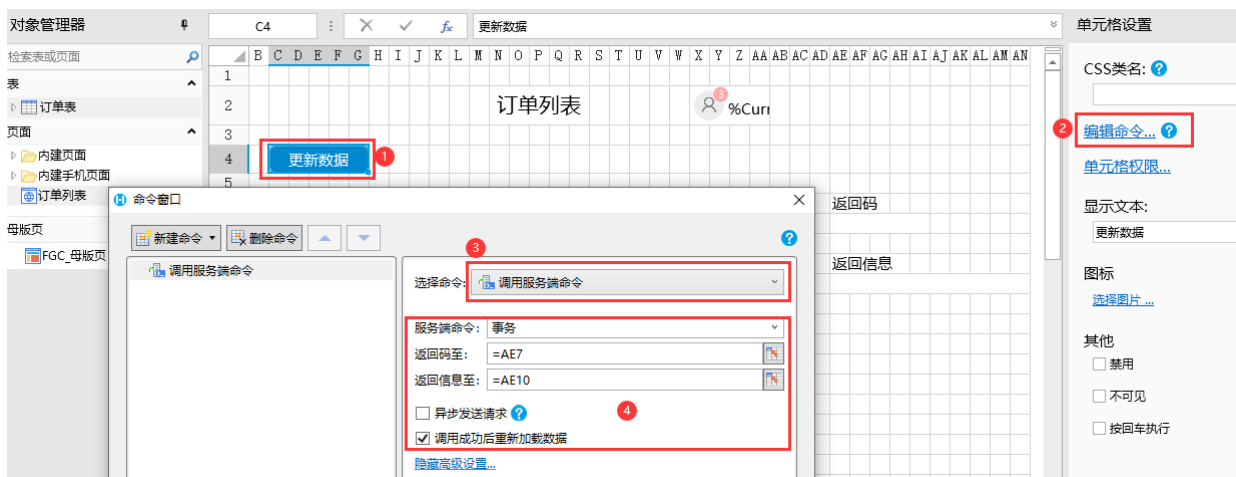 对象管理器
C4
更新数据
单元格设置
检索表或页面
B C D E F G H I J K L M N O P Q R S T U V W X Y Z AA AB AC AD AE AF AG AH AI AJ AK AL AM AN
CSS类名:
表
1
订单表
2
订单列表
3
%Curr
页面
3
2
编辑命令...
内建页面
4
更新数据
1
单元格权限...
内建手机页面
5
订单列表
命令窗口
返回码
显示文本:
母版页
新建命令
删除命令
更新数据
FGC_母版页
3
调用服务端命令
选择命令:
调用服务端命令
返回信息
图标
选择图片 ...
服务端命令:
事务
返回码至:
=AE7
其他
禁用
返回信息至:
=AE10
不可见
异步发送请求
4
按回车执行
调用成功后重新加载数据
隐藏高级设置...